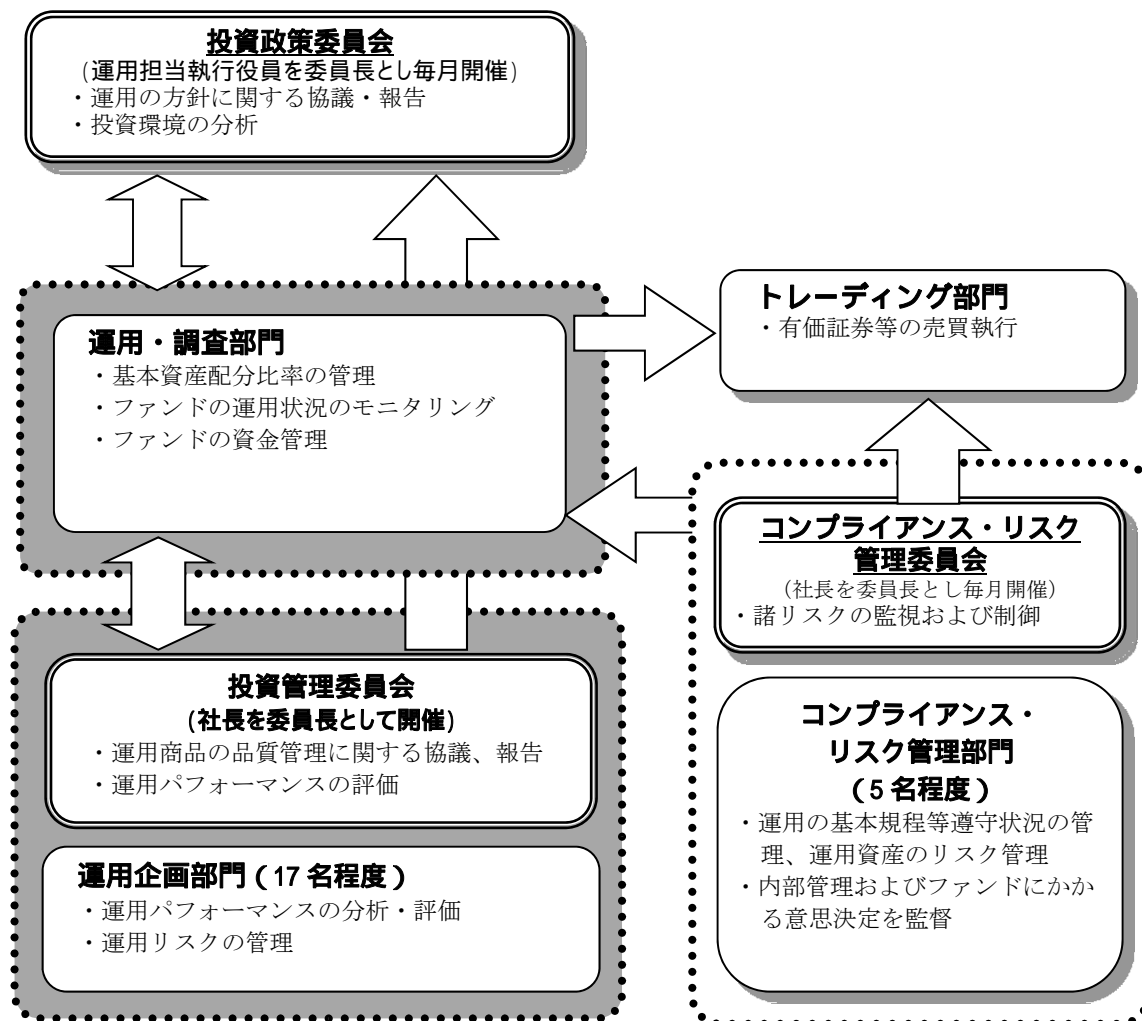 投資政策委員会
(運用担当執行役員を委員長とし毎月開催)
・運用の方針に関する協議・報告
・投資環境の分析
運用・調査部門
・基本資産配分比率の管理
・ファンドの運用状況のモニタリング
・ファンドの資金管理
トレーディング部門
・有価証券等の売買執行
コンプライアンス・リスク
管理委員会
(社長を委員長とし毎月開催)
・諸リスクの監視および制御
投資管理委員会
(社長を委員長として開催)
・運用商品の品質管理に関する協議、報告
・運用パフォーマンスの評価
運用企画部門(17名程度)
・運用パフォーマンスの分析・評価
・運用リスクの管理
コンプライアンス・
リスク管理部門
(5名程度)
・運用の基本規程等遵守状況の管
理、運用資産のリスク管理
・内部管理およびファンドにかか
る意思決定を監督